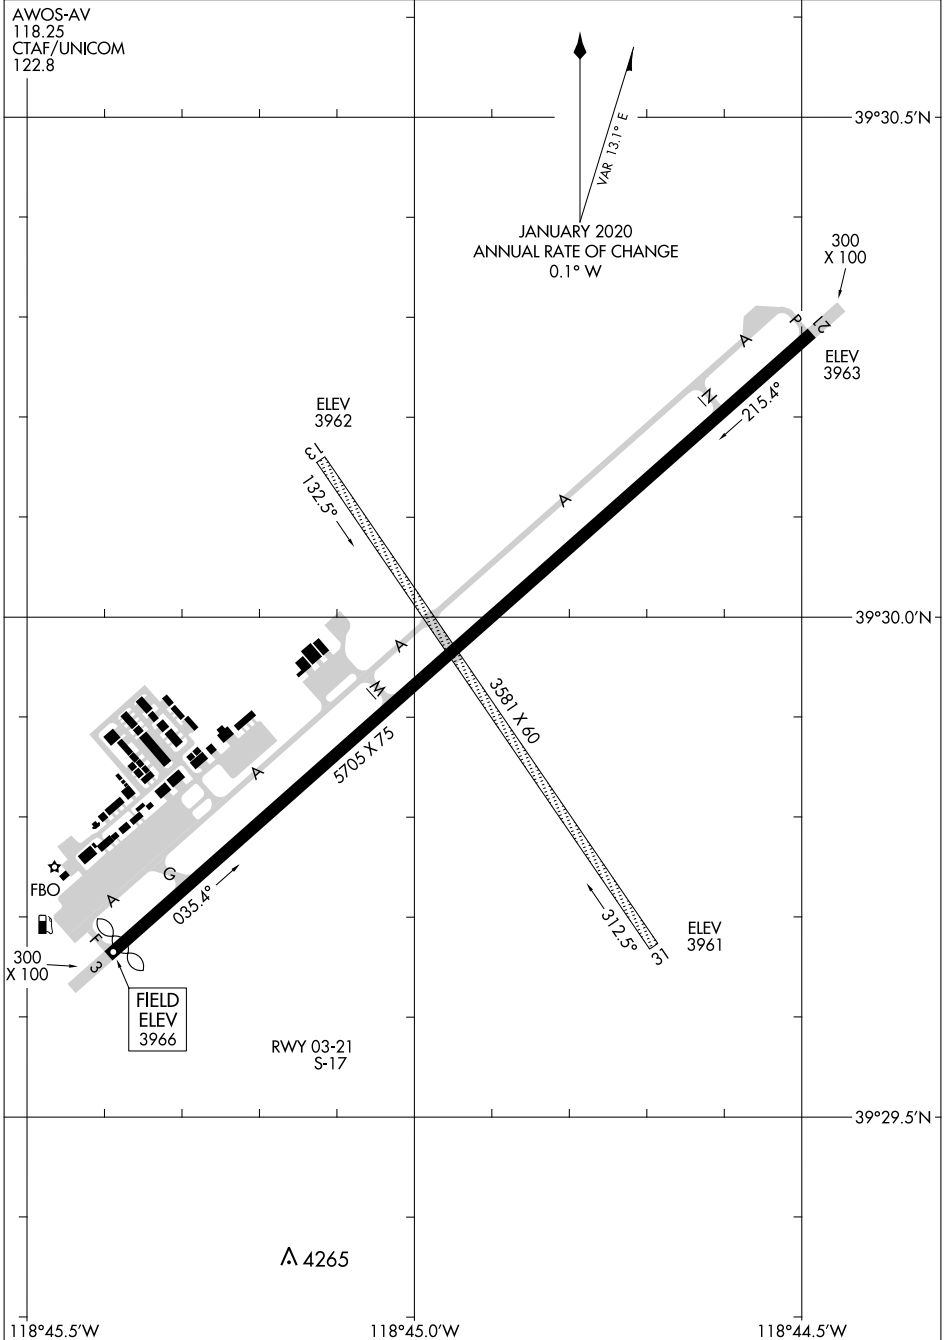 AWOS-AV
118.25
CTAF/UNICOM
122.8
39°30.5'N
VAR 13.1° E
JANUARY 2020
ANNUAL RATE OF CHANGE
0.1° W
300
X 100
21
P
A
ELEV
3963
N
215.4°
ELEV
3962
13
132.5°
A
39°30.0'N
A
M
3581 X 60
5705 X 75
A
G
035.4°
FBO
A
F
3
300
X 100
312.5°
31
ELEV
3961
FIELD
ELEV
3966
RWY 03-21
S-17
39°29.5'N
4265
118°45.5'W
118°45.0'W
118°44.5'W